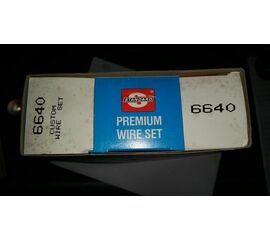 6640
CUSTOM
WIRE SET
STANDARD
PREMIUM
WIRE SET
6640